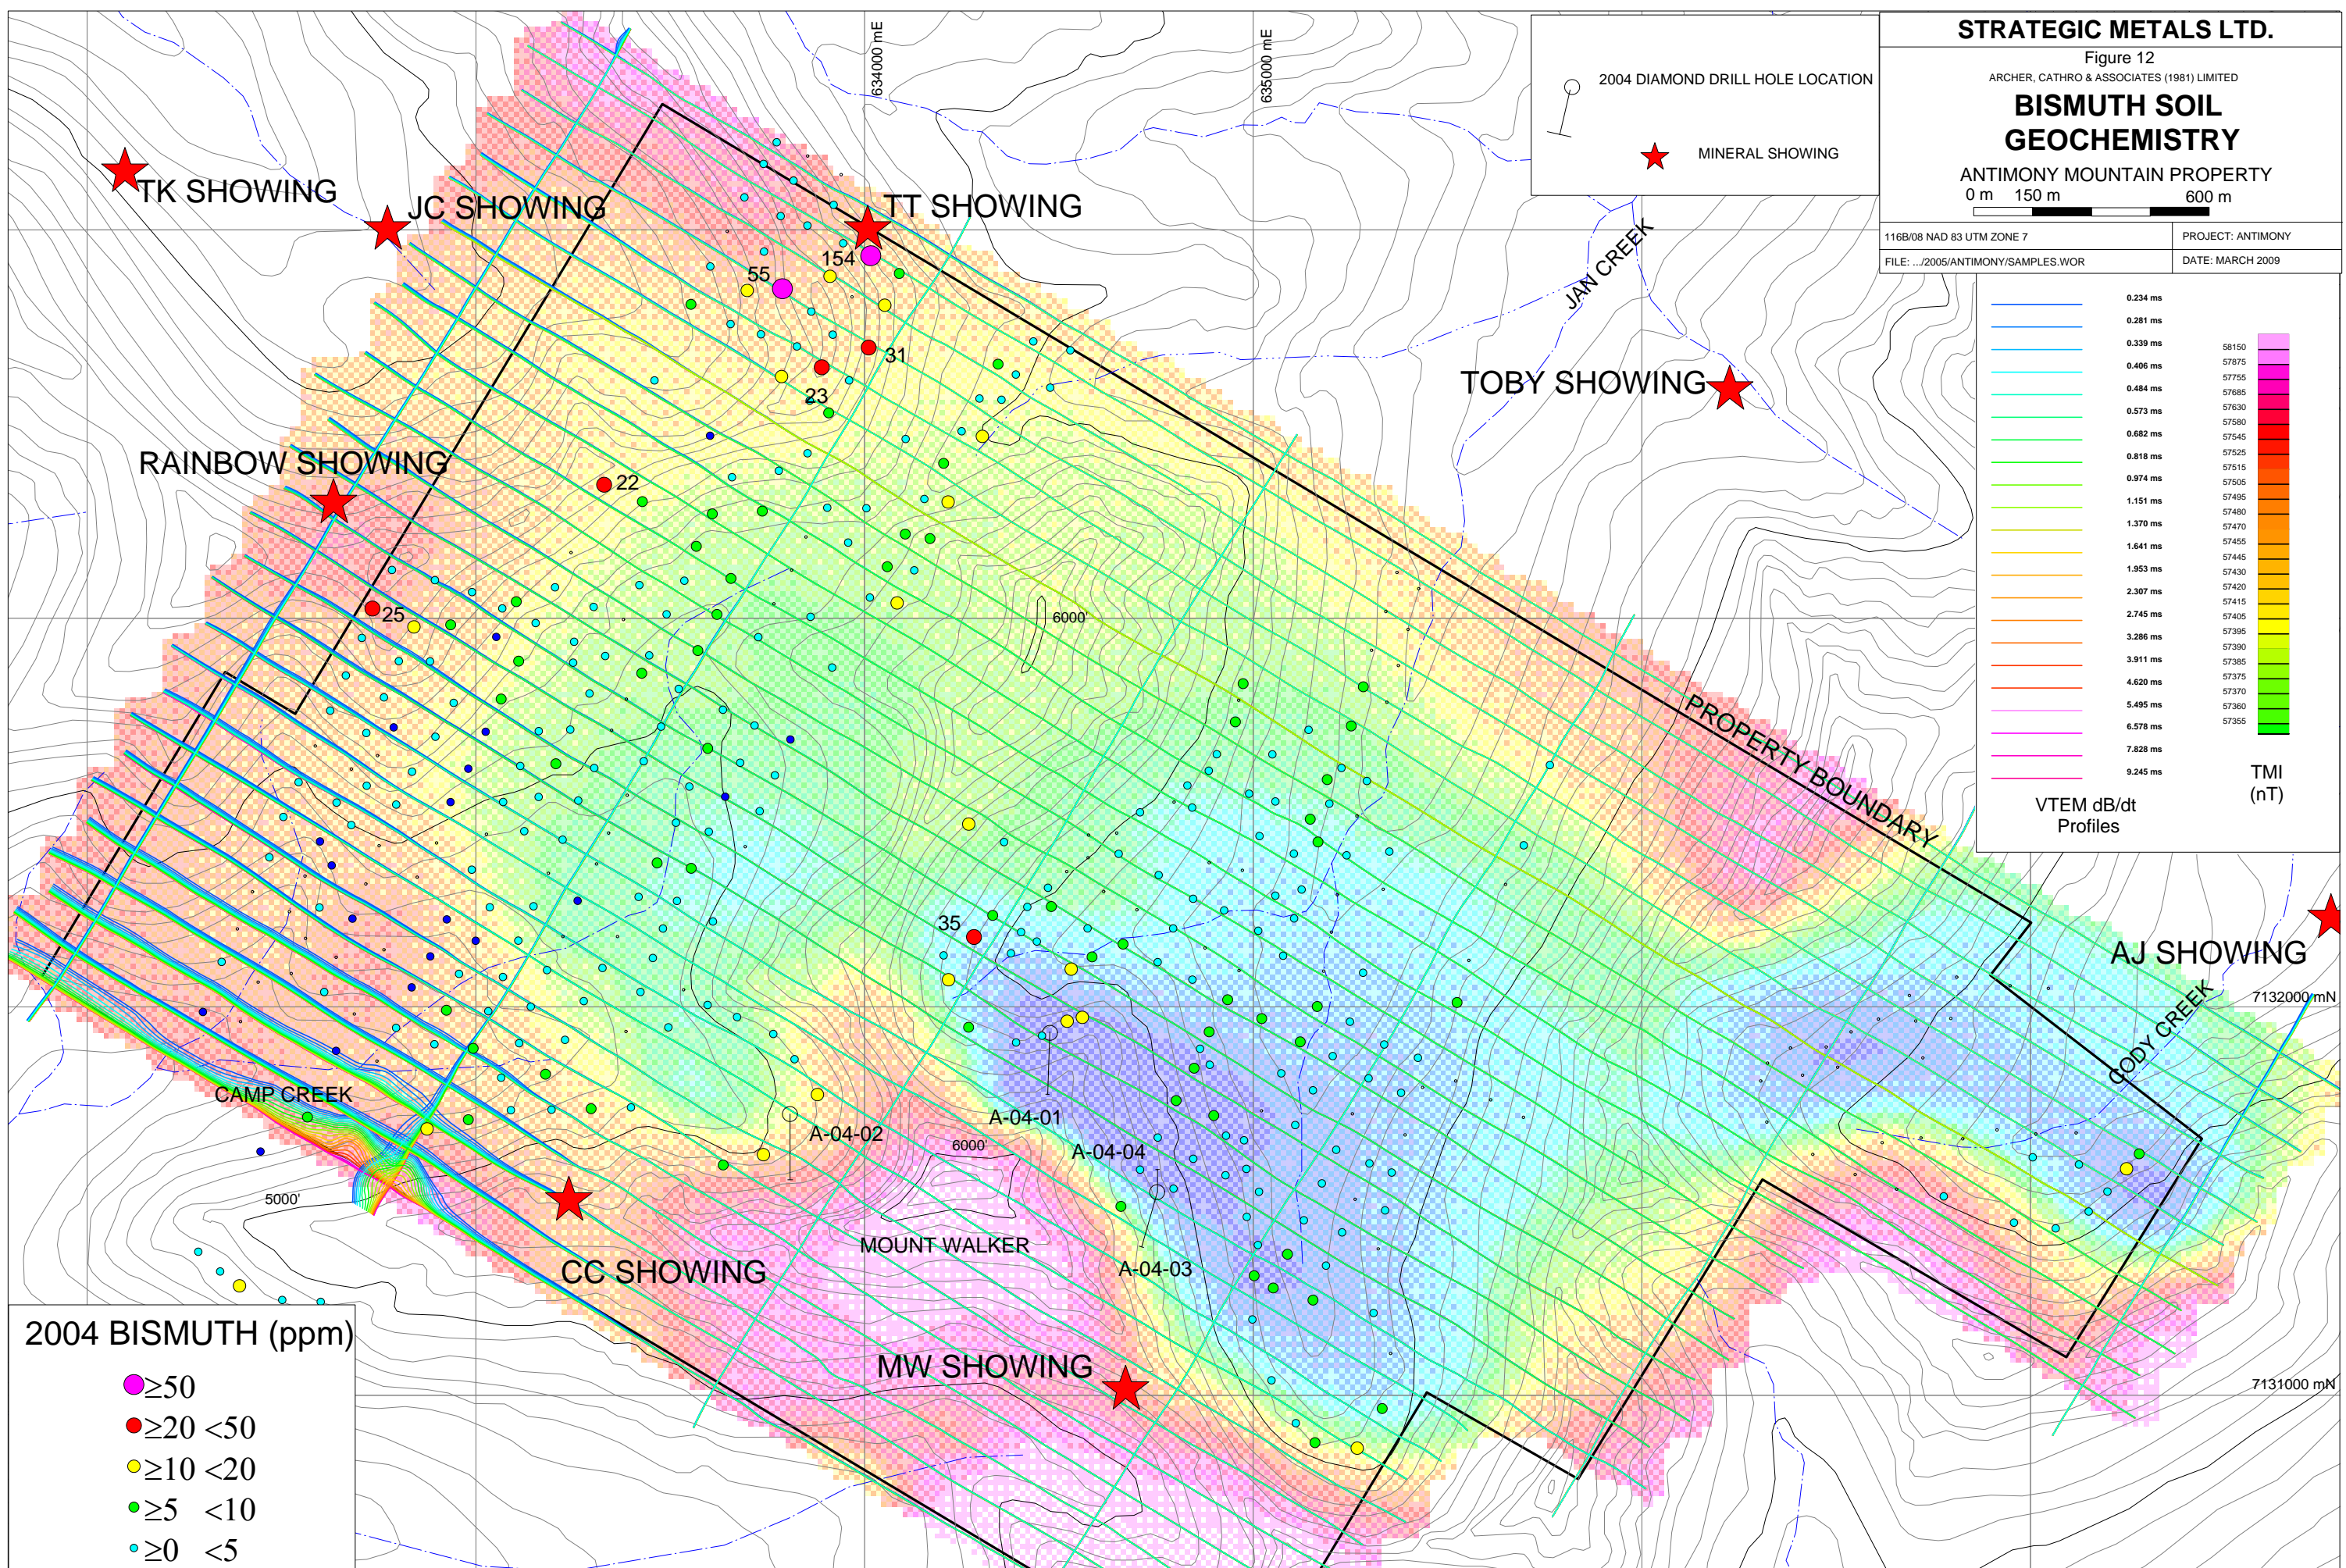 STRATEGIC METALS LTD.
Figure 12
ARCHER, CATHRO & ASSOCIATES (1981) LIMITED
BISMUTH SOIL
GEOCHEMISTRY
ANTIMONY MOUNTAIN PROPERTY
0 m 150 m 600 m
116B/08 NAD 83 UTM ZONE 7
PROJECT: ANTIMONY
FILE: .../2005/ANTIMONY/SAMPLES.WOR
DATE: MARCH 2009
2004 DIAMOND DRILL HOLE LOCATION
MINERAL SHOWING
634000 mE
635000 mE
TK SHOWING
JC SHOWING
TT SHOWING
154
55
31
23
JAN CREEK
TOBY SHOWING
RAINBOW SHOWING
22
25
6000'
PROPERTY BOUNDARY
35
AJ SHOWING
7132000 mN
CODY CREEK
CAMP CREEK
A-04-01
A-04-02
A-04-04
6000'
5000'
MOUNT WALKER
A-04-03
CC SHOWING
MW SHOWING
7131000 mN
0.234 ms
0.281 ms
0.339 ms
0.406 ms
0.484 ms
0.573 ms
0.682 ms
0.818 ms
0.974 ms
1.151 ms
1.370 ms
1.641 ms
1.953 ms
2.307 ms
2.745 ms
3.286 ms
3.911 ms
4.620 ms
5.495 ms
6.578 ms
7.828 ms
9.245 ms
VTEM dB/dt
Profiles
58150
57875
57755
57685
57630
57580
57545
57525
57515
57505
57495
57480
57470
57455
57445
57430
57420
57415
57405
57395
57390
57385
57375
57370
57360
57355
TMI
(nT)
2004 BISMUTH (ppm)
≥50
≥20 <50
≥10 <20
≥5 <10
≥0 <5